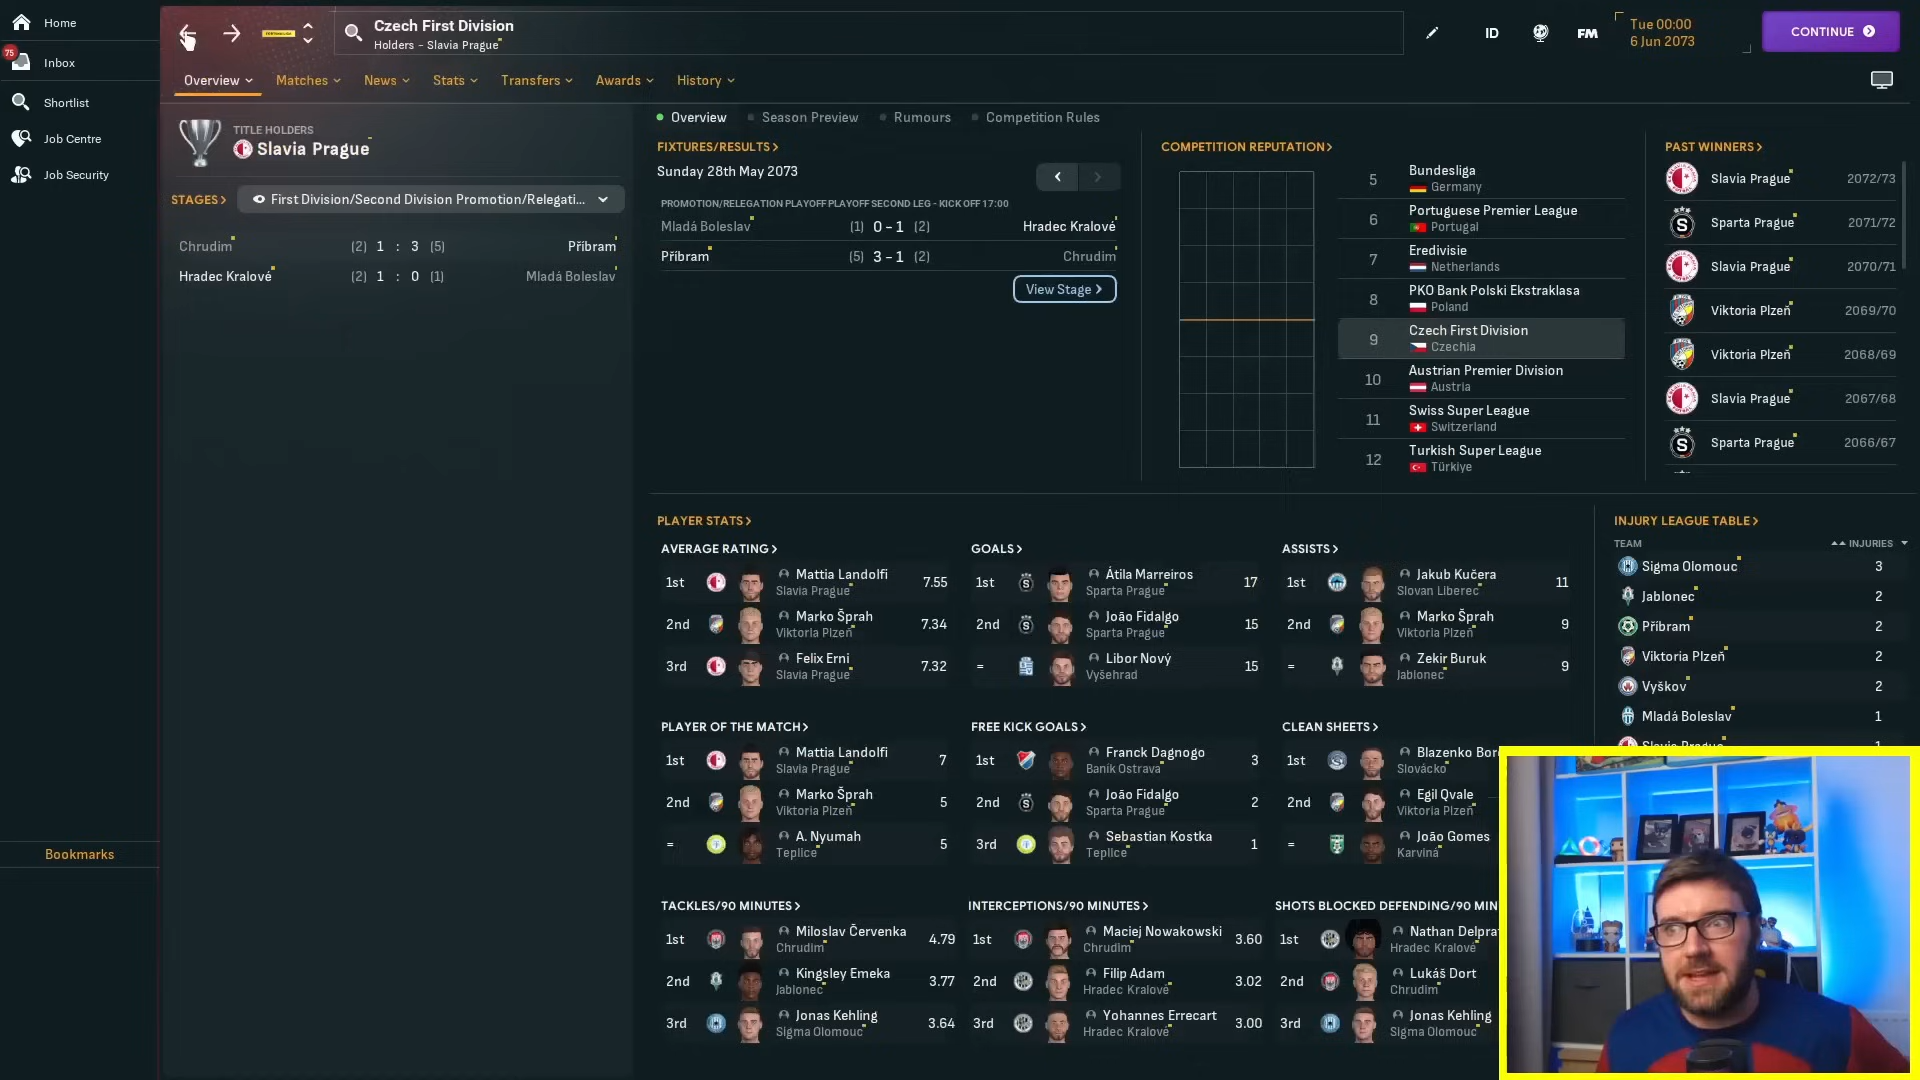 Home
75
Inbox
Shortlist
Job Centre
Job Security
Bookmarks
Czech First Division
Holders - Slavia Prague
ID
FM
Tue 00:00
6 Jun 2073
CONTINUE
Overview
Matches
News
Stats
Transfers
Awards
History
TITLE HOLDERS
Slavia Prague
STAGES
First Division/Second Division Promotion/Relegati...
Chrudim (2) 1 : 3 (5) Příbram
Hradec Kralové (2) 1 : 0 (1) Mladá Boleslav
Overview
Season Preview
Rumours
Competition Rules
FIXTURES/RESULTS
Sunday 28th May 2073
PROMOTION/RELEGATION PLAYOFF PLAYOFF SECOND LEG - KICK OFF 17:00
Mladá Boleslav (1) 0 - 1 (2) Hradec Kralové
Příbram (5) 3 - 1 (2) Chrudim
View Stage
COMPETITION REPUTATION
5 Bundesliga
Germany
6 Portuguese Premier League
Portugal
7 Eredivisie
Netherlands
8 PKO Bank Polski Ekstraklasa
Poland
9 Czech First Division
Czechia
10 Austrian Premier Division
Austria
11 Swiss Super League
Switzerland
12 Turkish Super League
Türkiye
PAST WINNERS
Slavia Prague 2072/73
Sparta Prague 2071/72
Slavia Prague 2070/71
Viktoria Plzeň 2069/70
Viktoria Plzeň 2068/69
Slavia Prague 2067/68
Sparta Prague 2066/67
PLAYER STATS
AVERAGE RATING
1st Mattia Landolfi 7.55
Slavia Prague
2nd Marko Šprah 7.34
Viktoria Plzeň
3rd Felix Erni 7.32
Slavia Prague
GOALS
1st Átila Marreiros 17
Sparta Prague
2nd João Fidalgo 15
Sparta Prague
= Libor Nový 15
Vyšehrad
ASSISTS
1st Jakub Kučera 11
Slovan Liberec
2nd Marko Šprah 9
Viktoria Plzeň
= Zekir Buruk 9
Jablonec
PLAYER OF THE MATCH
1st Mattia Landolfi 7
Slavia Prague
2nd Marko Šprah 5
Viktoria Plzeň
= A. Nyumah 5
Teplice
FREE KICK GOALS
1st Franck Dagnogo 3
Baník Ostrava
2nd João Fidalgo 2
Sparta Prague
3rd Sebastian Kostka 1
Teplice
CLEAN SHEETS
1st Blazenko Bor
Slovácko
2nd Egil Qvale
Viktoria Plzeň
= João Gomes
Karviná
TACKLES/90 MINUTES
1st Miloslav Červenka 4.79
Chrudim
2nd Kingsley Emeka 3.77
Jablonec
3rd Jonas Kehling 3.64
Sigma Olomouc
INTERCEPTIONS/90 MINUTES
1st Maciej Nowakowski 3.60
Chrudim
2nd Filip Adam 3.02
Hradec Kralové
3rd Yohannes Errecart 3.00
Hradec Kralové
SHOTS BLOCKED DEFENDING/90 MIN
1st Nathan Delprat
Hradec Kralové
2nd Lukáš Dort
Chrudim
3rd Jonas Kehling
Sigma Olomouc
INJURY LEAGUE TABLE
TEAM INJURIES
Sigma Olomouc 3
Jablonec 2
Příbram 2
Viktoria Plzeň 2
Vyškov 2
Mladá Boleslav 1
Slavia Prague 1